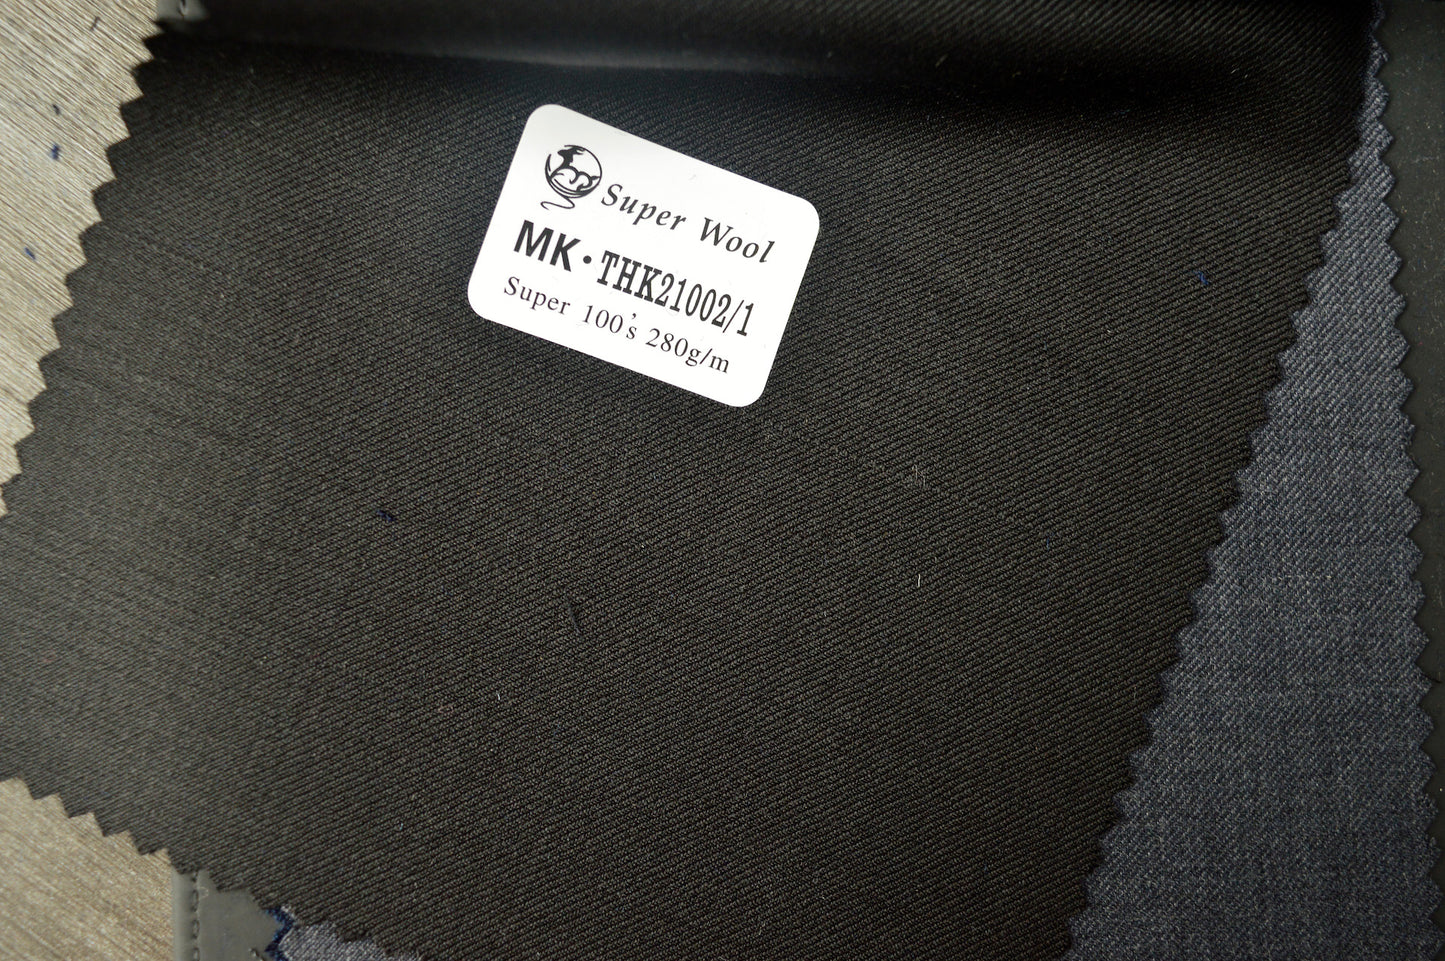 Super Wool
MK·THK21002/1
Super 100's 280g/m